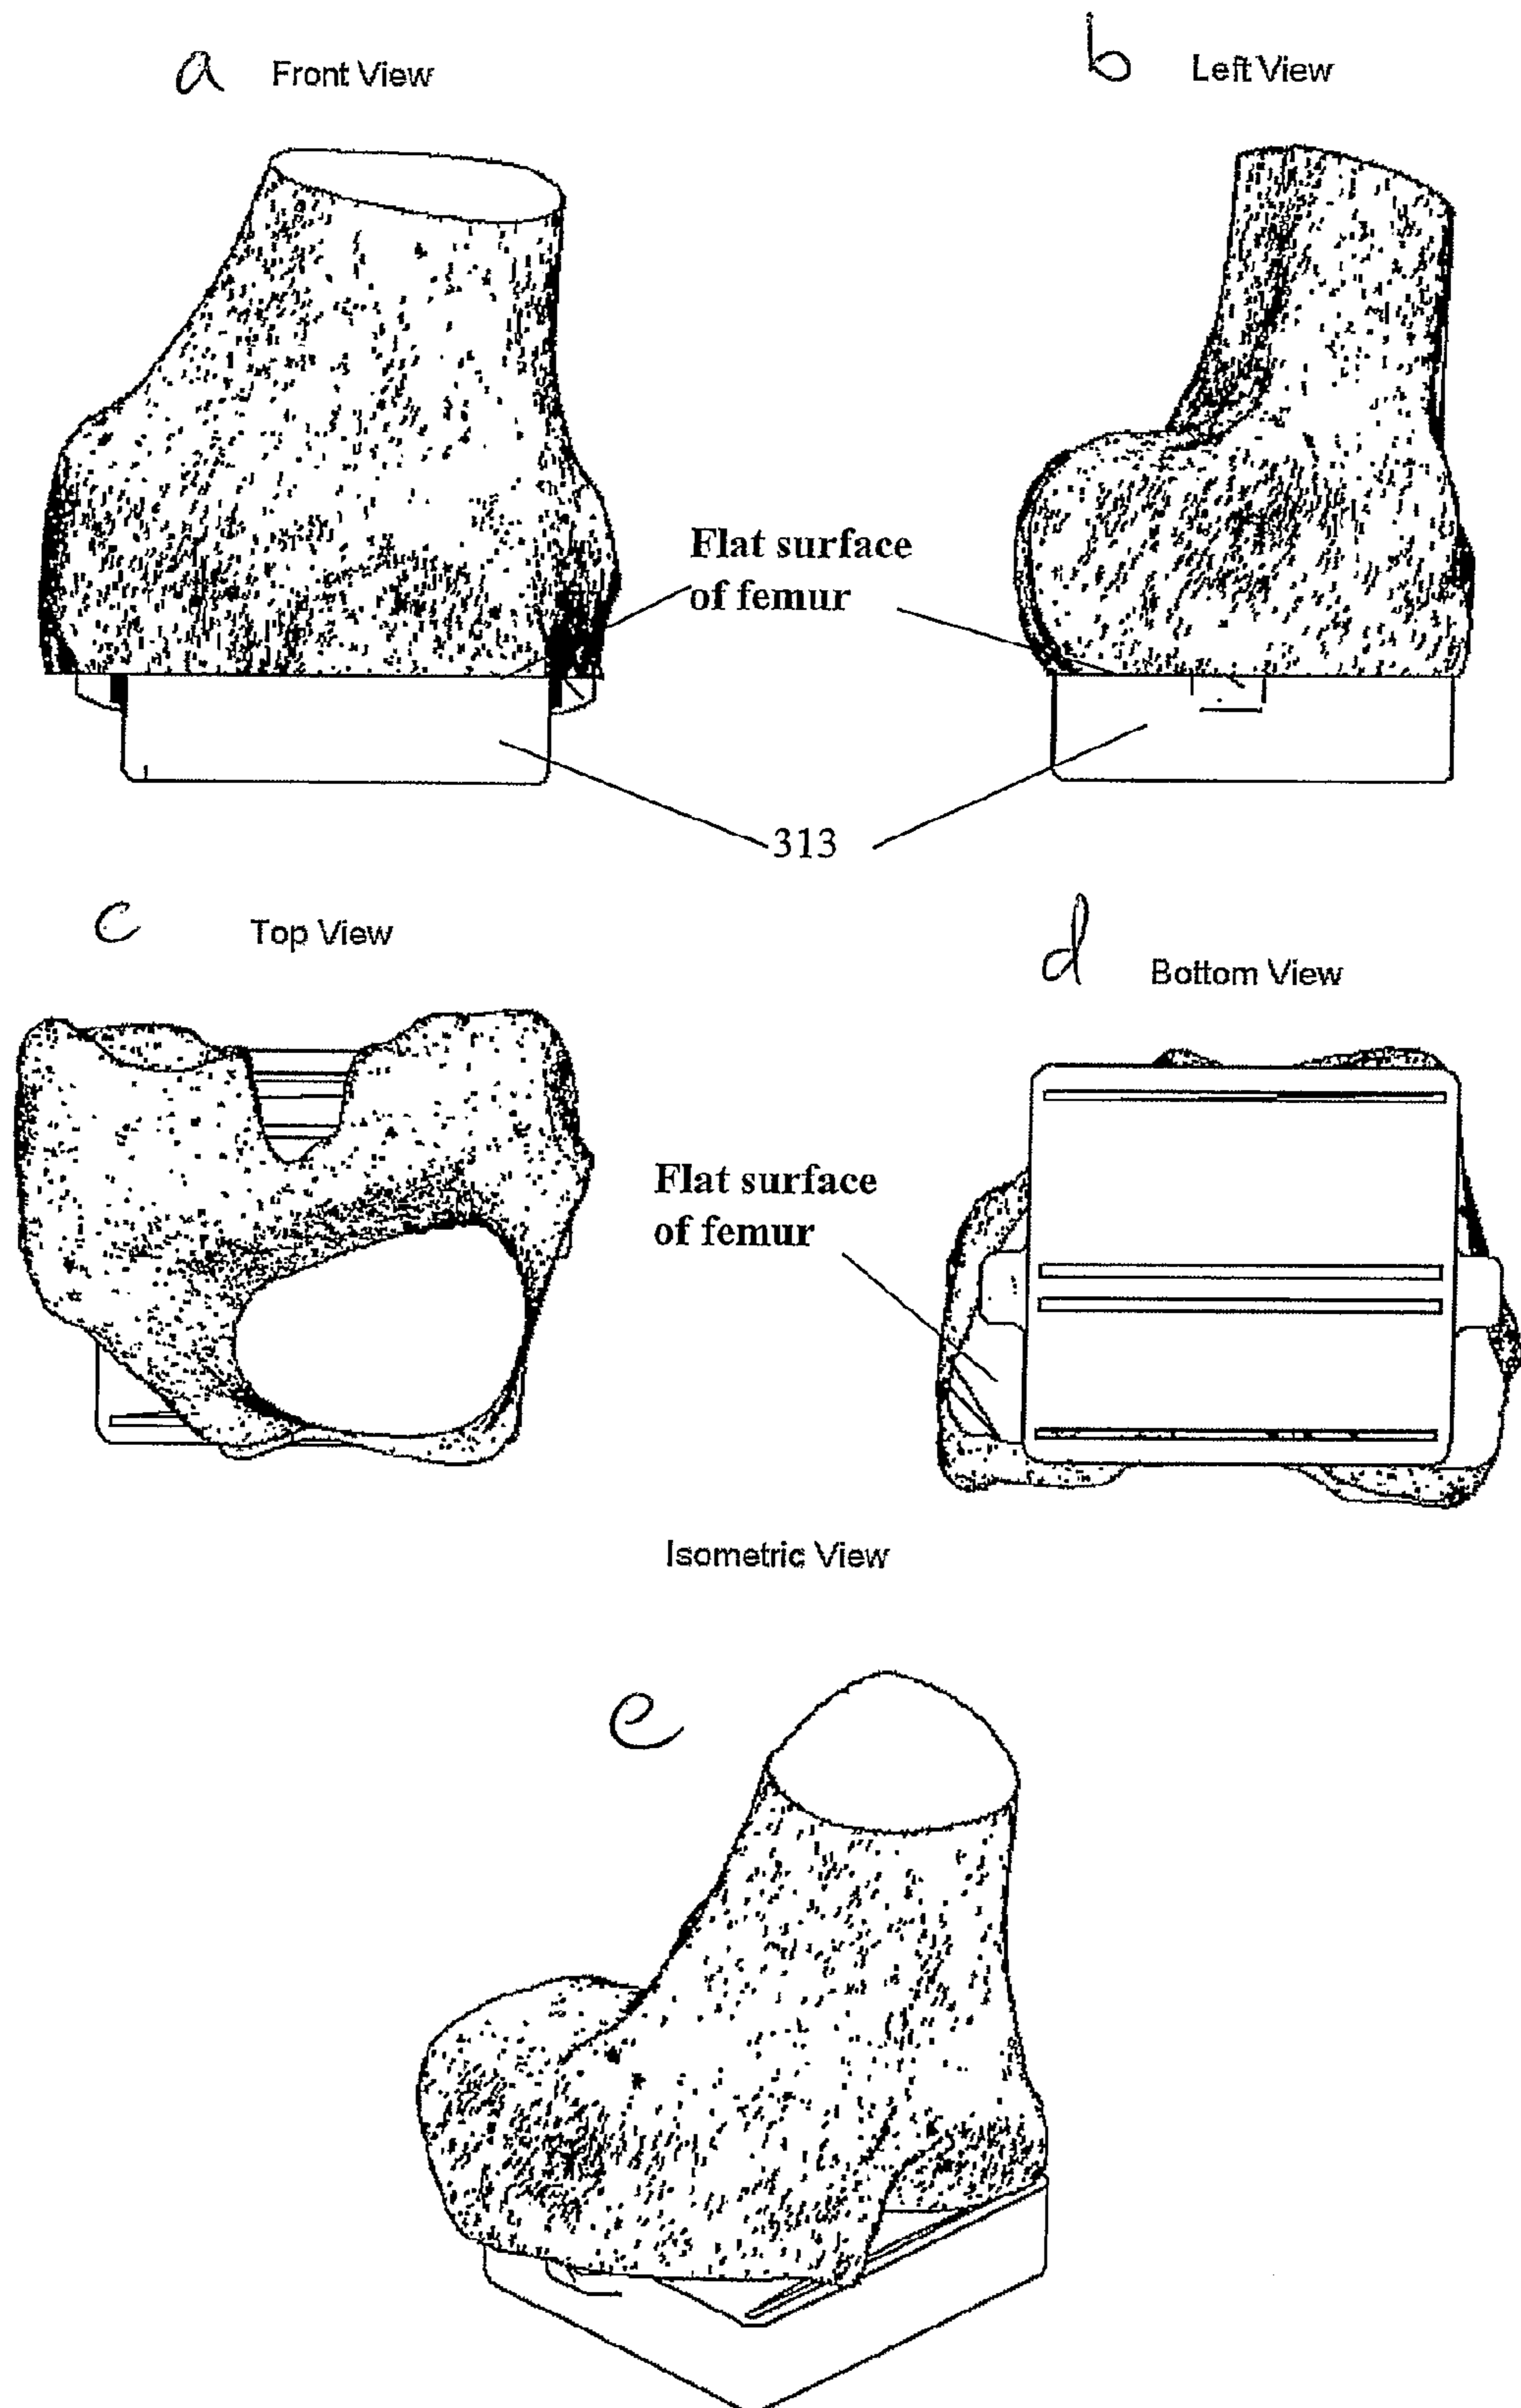 a Front View
b Left View
Flat surface
of femur
313
c Top View
d Bottom View
Flat surface
of femur
Isometric View
e